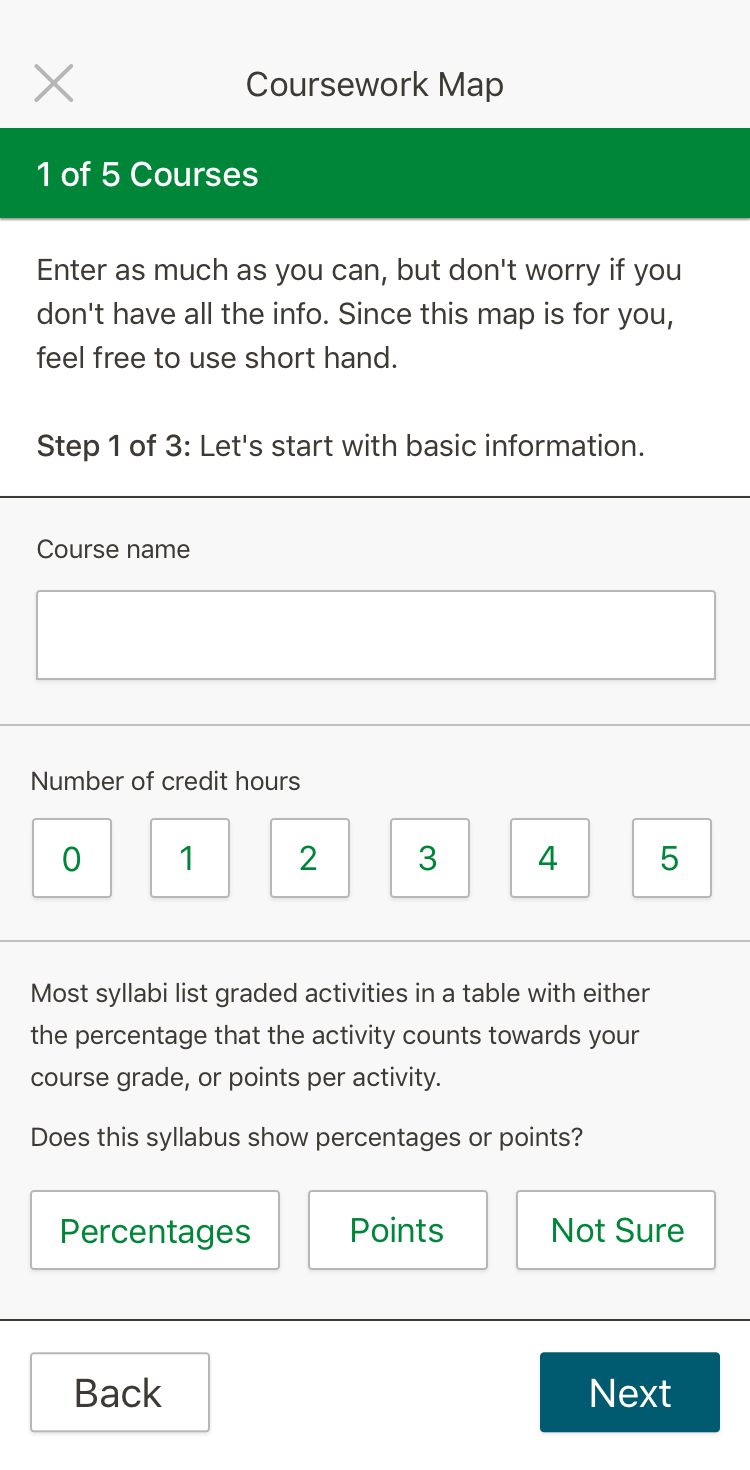 Coursework Map
1 of 5 Courses
Enter as much as you can, but don't worry if you
don't have all the info. Since this map is for you,
feel free to use short hand.
Step 1 of 3: Let's start with basic information.
Course name
Number of credit hours
0 1 2 3 4 5
Most syllabi list graded activities in a table with either
the percentage that the activity counts towards your
course grade, or points per activity.
Does this syllabus show percentages or points?
Percentages Points Not Sure
Back Next